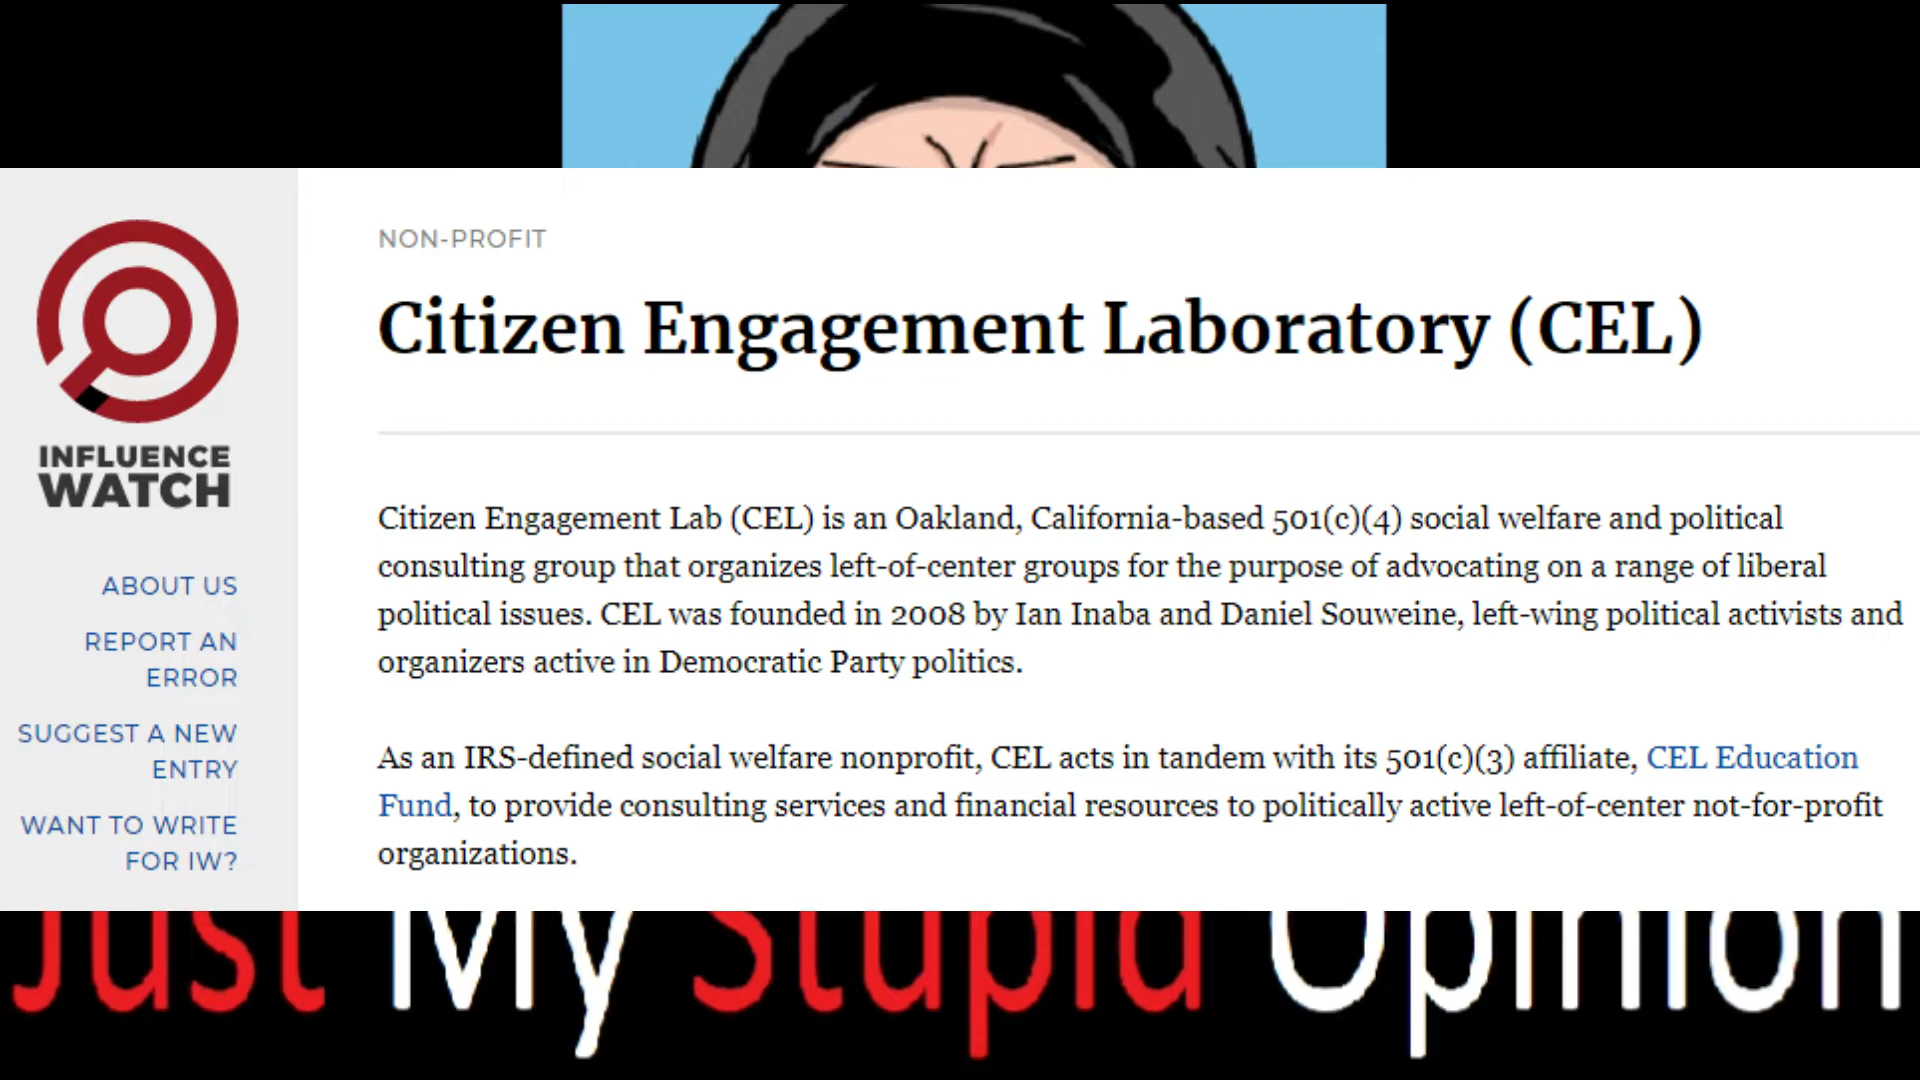 NON-PROFIT
Citizen Engagement Laboratory (CEL)
INFLUENCE
WATCH
ABOUT US
REPORT AN
ERROR
SUGGEST A NEW
ENTRY
WANT TO WRITE
FOR IW?
Citizen Engagement Lab (CEL) is an Oakland, California-based 501(c)(4) social welfare and political
consulting group that organizes left-of-center groups for the purpose of advocating on a range of liberal
political issues. CEL was founded in 2008 by Ian Inaba and Daniel Souweine, left-wing political activists and
organizers active in Democratic Party politics.
As an IRS-defined social welfare nonprofit, CEL acts in tandem with its 501(c)(3) affiliate, CEL Education
Fund, to provide consulting services and financial resources to politically active left-of-center not-for-profit
organizations.
Just My Stupid Opinion